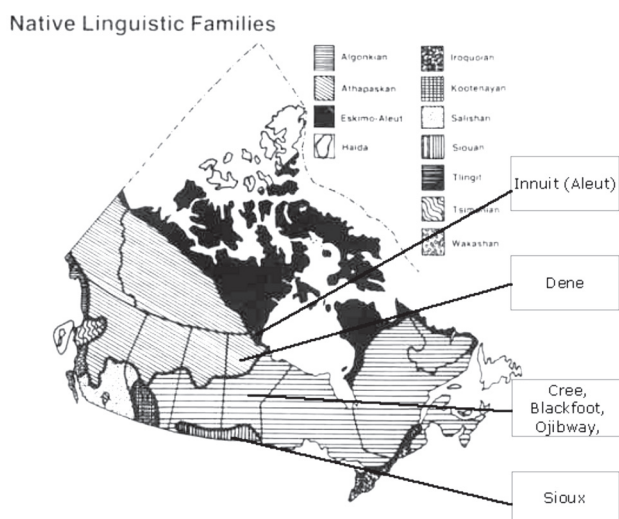 Native Linguistic Families
Algonkian
Athapaskan
Eskimo-Aleut
Haida
Iroquoian
Kootenayan
Salishan
Siouan
Tlingit
Tsimshian
Wakashan
Innuit (Aleut)
Dene
Cree,
Blackfoot,
Ojibway,
Sioux